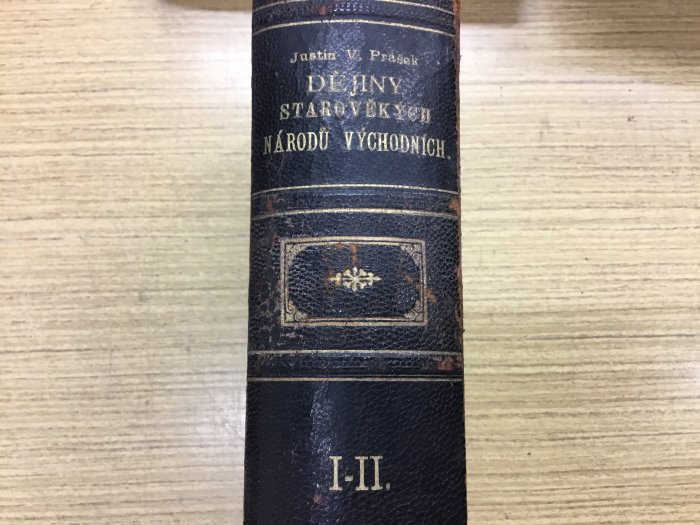 Justin V. Prášek
DĚJINY
STAROVĚKÝCH
NÁRODŮ VÝCHODNÍCH.
I-II.